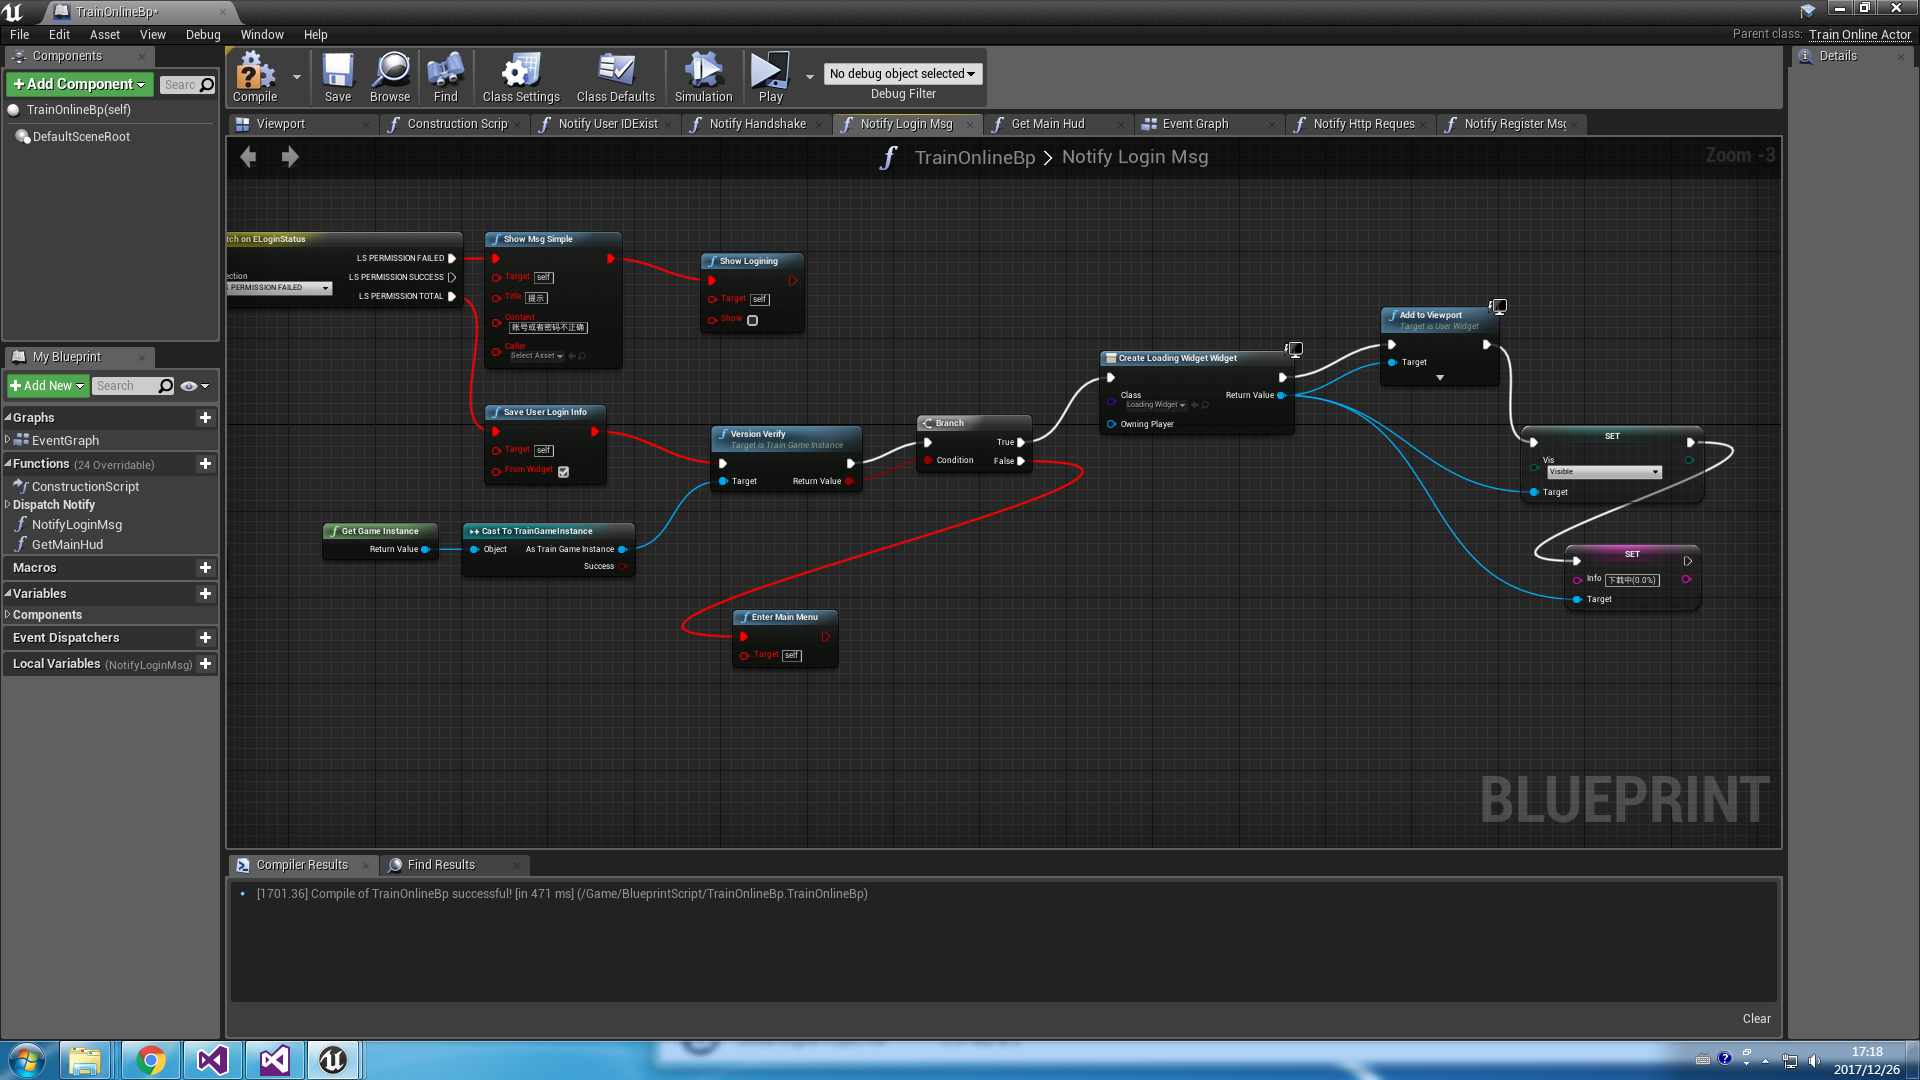 TrainOnlineBp*
File Edit Asset View Debug Window Help
Parent class: Train Online Actor
Components
Add Component
Searc
TrainOnlineBp(self)
DefaultSceneRoot
Compile
Save
Browse
Find
Class Settings
Class Defaults
Simulation
Play
No debug object selected
Debug Filter
Details
Viewport
Construction Scrip
Notify User IDExist
Notify Handshake
Notify Login Msg
Get Main Hud
Event Graph
Notify Http Reques
Notify Register Msg
TrainOnlineBp > Notify Login Msg
Zoom -3
My Blueprint
Add New
Search
Graphs
EventGraph
Functions (24 Overridable)
ConstructionScript
Dispatch Notify
NotifyLoginMsg
GetMainHud
Macros
Variables
Components
Event Dispatchers
Local Variables (NotifyLoginMsg)
tch on ELoginStatus
LS PERMISSION FAILED
ection
LS PERMISSION SUCCESS
S PERMISSION FAILED
LS PERMISSION TOTAL
Show Msg Simple
Target self
Title 提示
Content
账号或者密码不正确
Caller
Select Asset
Show Logining
Target self
Show
Save User Login Info
Target self
From Widget
Version Verify
Target is Train Game Instance
Target
Return Value
Branch
True
Condition
False
Get Game Instance
Return Value
Cast To TrainGameInstance
Object
As Train Game Instance
Success
Enter Main Menu
Target self
Create Loading Widget Widget
Class
Loading Widget
Return Value
Owning Player
Add to Viewport
Target is User Widget
Target
SET
Vis
Visible
Target
SET
Info 下载中(0.0%)
Target
BLUEPRINT
Compiler Results
Find Results
[1701.36] Compile of TrainOnlineBp successful! [in 471 ms] (/Game/BlueprintScript/TrainOnlineBp.TrainOnlineBp)
Clear
17:18
2017/12/26